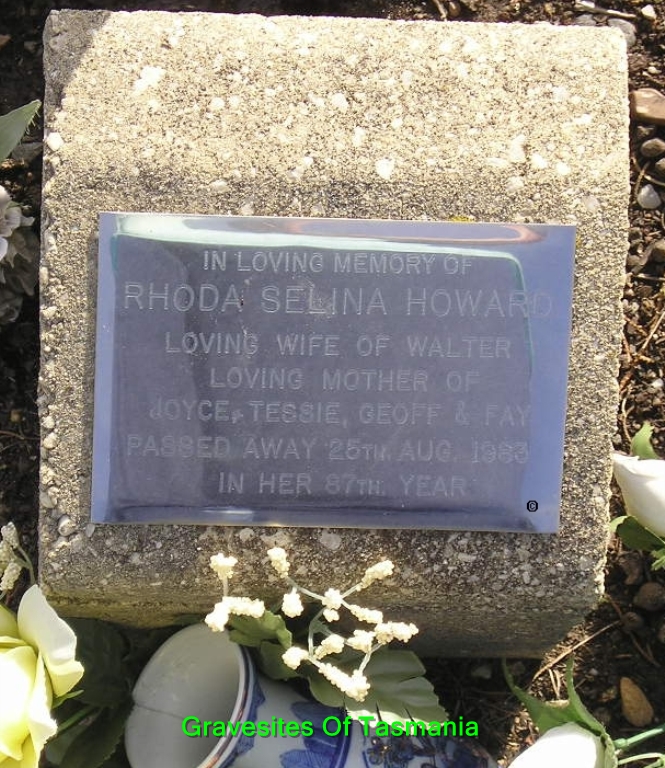 IN LOVING MEMORY OF
RHODA SELINA HOWARD
LOVING WIFE OF WALTER
LOVING MOTHER OF
JOYCE, TESSIE, GEOFF & FAY
PASSED AWAY 25TH. AUG. 1983
IN HER 87TH. YEAR
©
Gravesites Of Tasmania